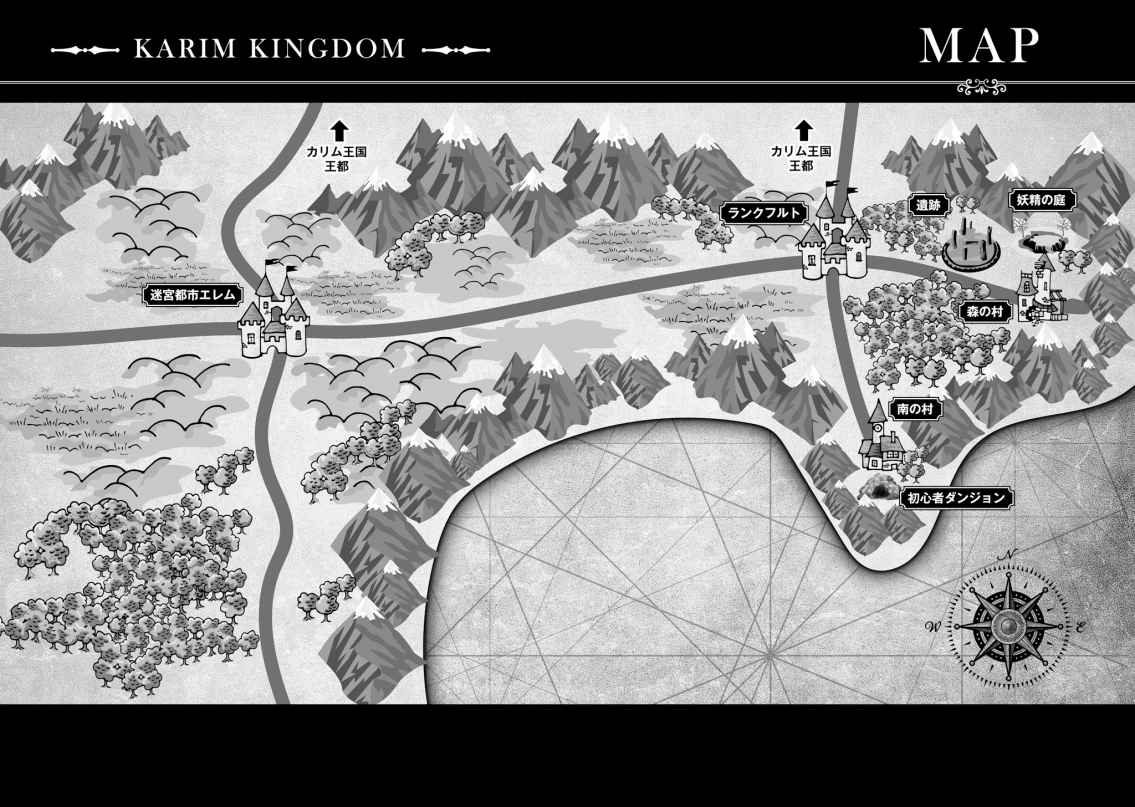 KARIM KINGDOM
MAP
カリム王国
王都
カリム王国
王都
ランクフルト
遺跡
妖精の庭
迷宮都市エレム
森の村
南の村
初心者ダンジョン
N
W
E